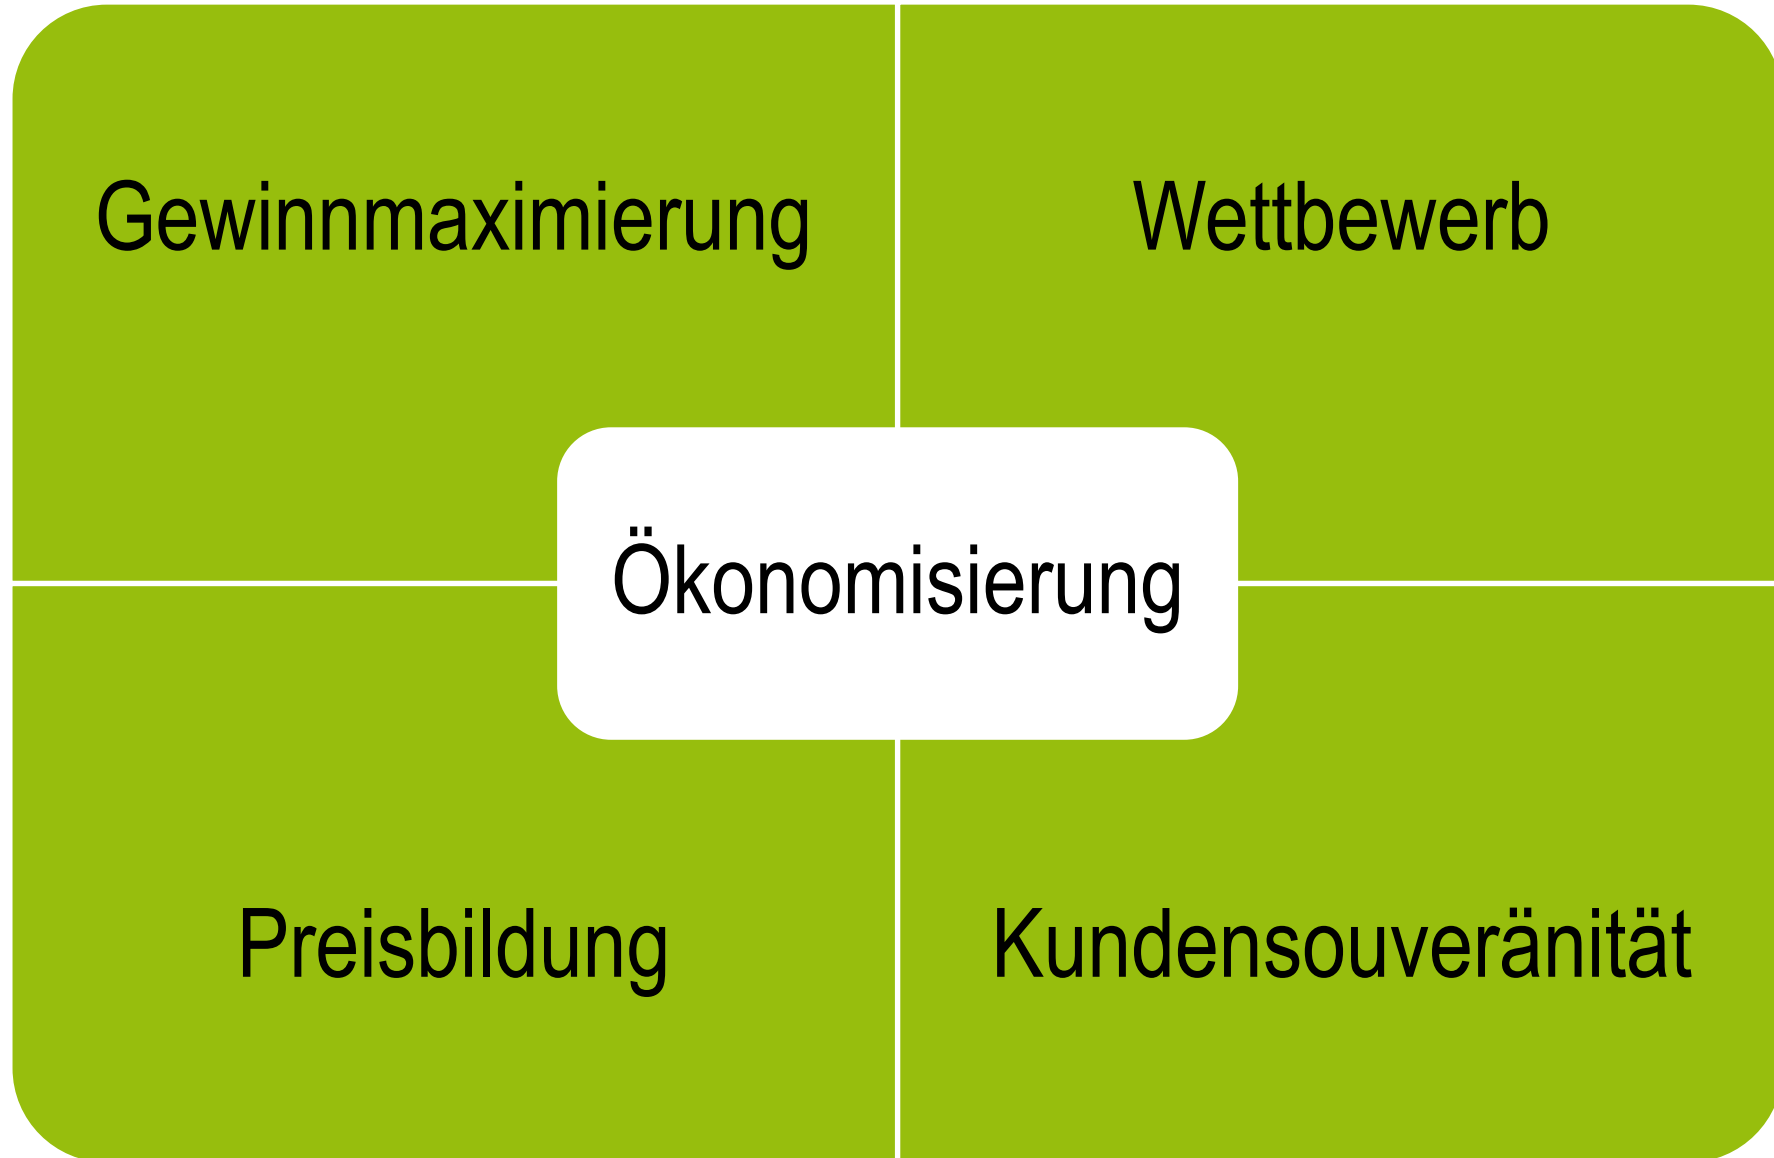 Gewinnmaximierung
Wettbewerb
Ökonomisierung
Preisbildung
Kundensouveränität